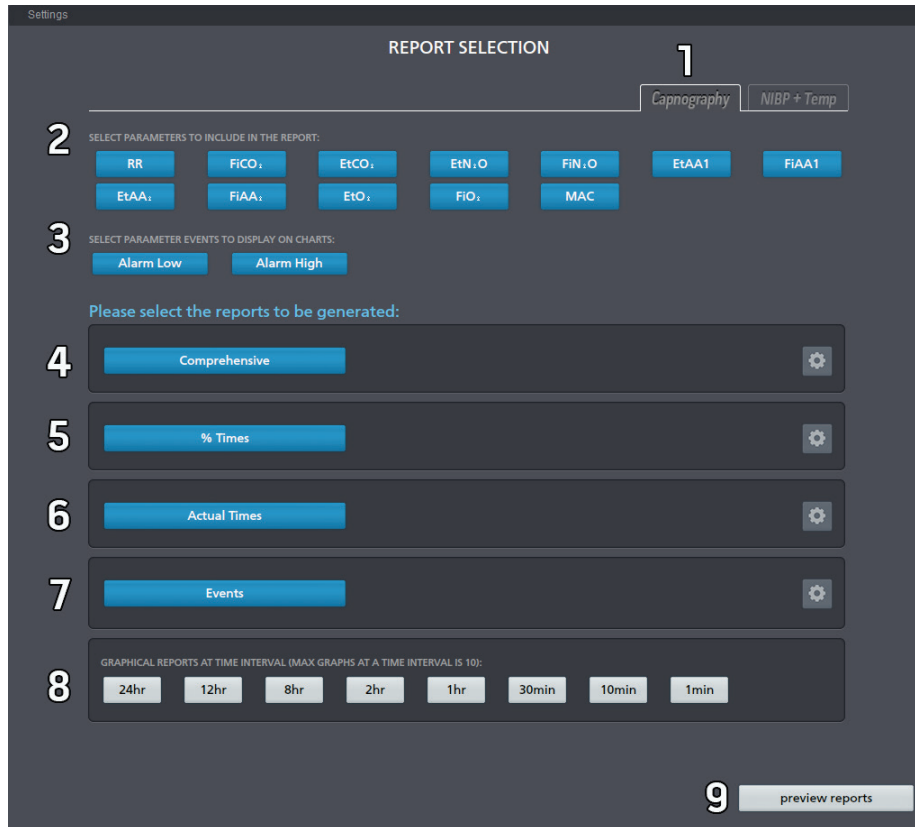 Settings
REPORT SELECTION
1
Capnography NIBP + Temp
2 SELECT PARAMETERS TO INCLUDE IN THE REPORT:
RR FiCO₂ EtCO₂ EtN₂O FiN₂O EtAA1 FiAA1
EtAA₂ FiAA₂ EtO₂ FiO₂ MAC
3 SELECT PARAMETER EVENTS TO DISPLAY ON CHARTS:
Alarm Low Alarm High
Please select the reports to be generated:
4 Comprehensive
5 % Times
6 Actual Times
7 Events
GRAPHICAL REPORTS AT TIME INTERVAL (MAX GRAPHS AT A TIME INTERVAL IS 10):
8 24hr 12hr 8hr 2hr 1hr 30min 10min 1min
9 preview reports